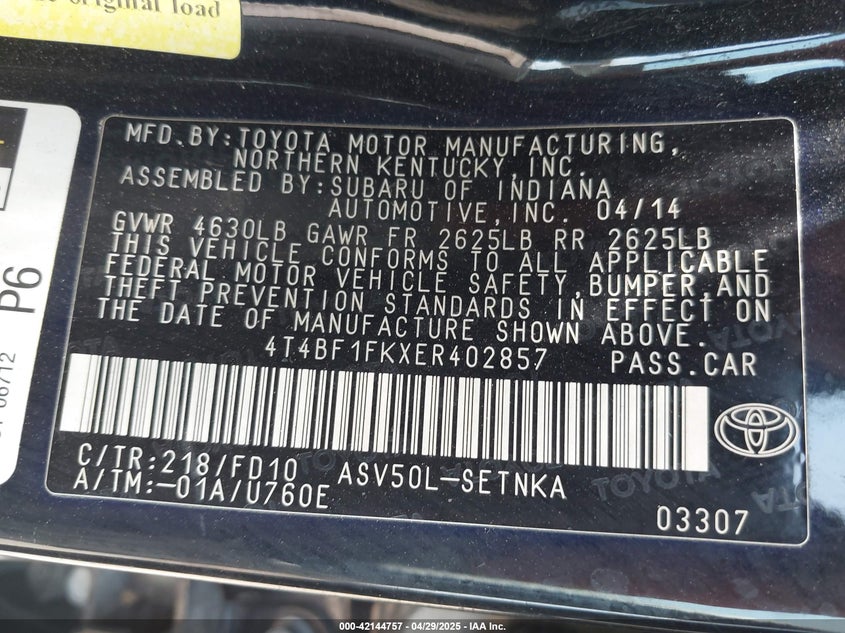 original load
P6
MFD.BY:TOYOTA MOTOR MANUFACTURING,
NORTHERN KENTUCKY,INC.
ASSEMBLED BY:SUBARU OF INDIANA
AUTOMOTIVE,INC. 04/14
GVWR 4630LB GAWR FR 2625LB RR 2625LB
THIS VEHICLE CONFORMS TO ALL APPLICABLE
FEDERAL MOTOR VEHICLE SAFETY,BUMPER AND
THEFT PREVENTION STANDARDS IN EFFECT ON
THE DATE OF MANUFACTURE SHOWN ABOVE.
4T4BF1FKXER402857 PASS.CAR
C/TR:218/FD10 ASV50L-SETNKA
A/TM:-01A/U760E
03307
TOYOTA
000-42144757 - 04/29/2025 - IAA Inc.